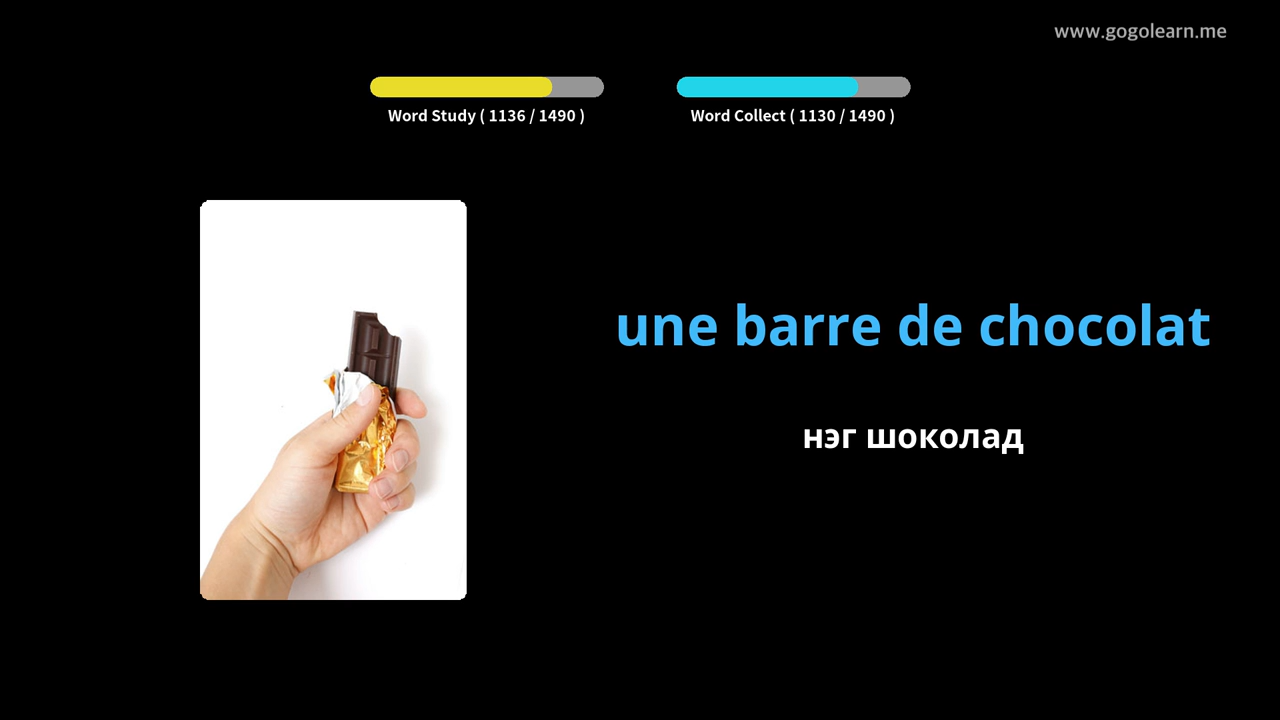 www.gogolearn.me
Word Study ( 1136 / 1490 )
Word Collect ( 1130 / 1490 )
une barre de chocolat
нэг шоколад